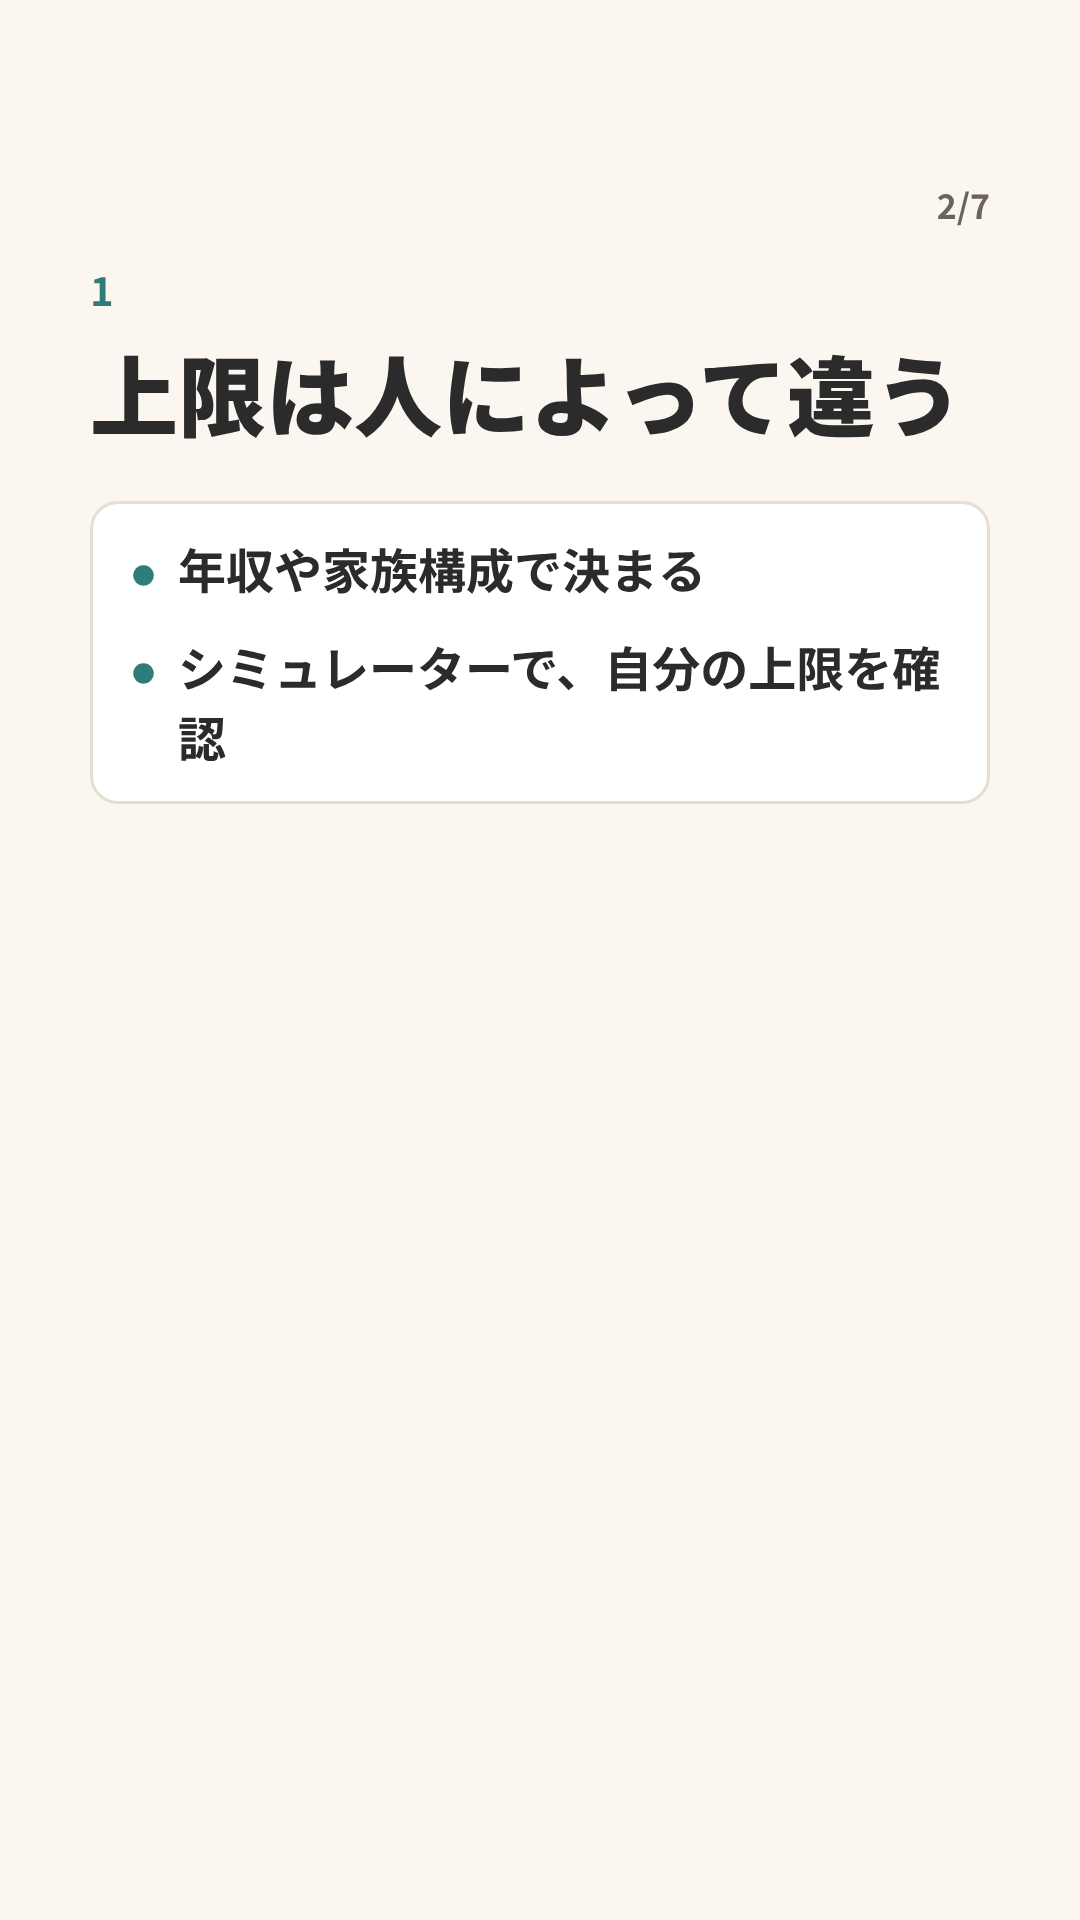 2/7
1
上限は人によって違う
● 年収や家族構成で決まる
● シミュレーターで、自分の上限を確
認